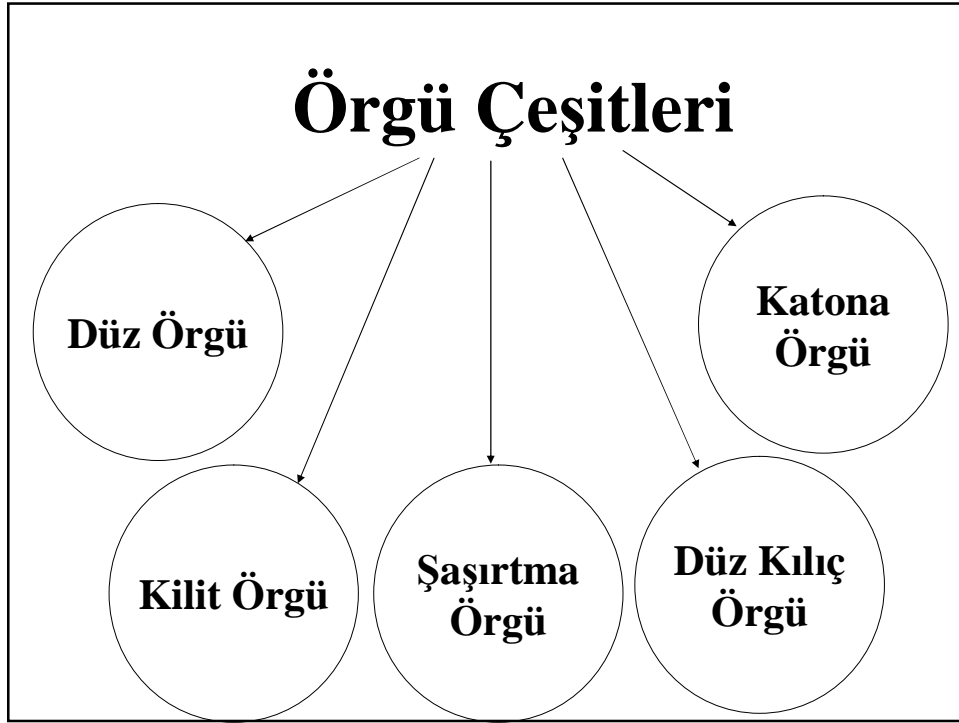 Örgü Çeşitleri
Düz Örgü
Katona
Örgü
Kilit Örgü
Şaşırtma
Örgü
Düz Kılıç
Örgü